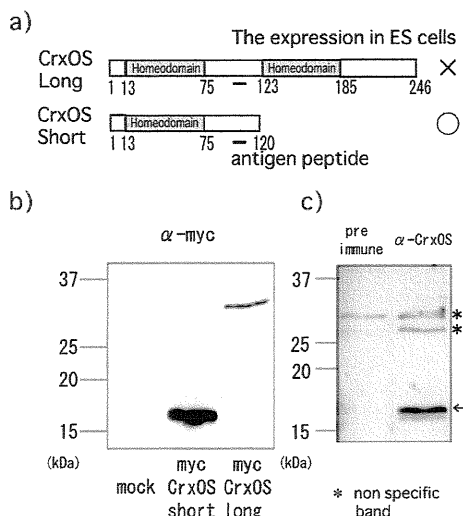 a)
The expression in ES cells
CrxOS Long
Homeodomain Homeodomain
×
1 13 75 123 185 246
CrxOS Short
Homeodomain
○
1 13 75 120
antigen peptide
b)
α-myc
37
25
20
15
(kDa)
mock
myc CrxOS short
myc CrxOS long
c)
pre immune
α-CrxOS
37
*
*
25
20
←
15
(kDa)
* non specific band